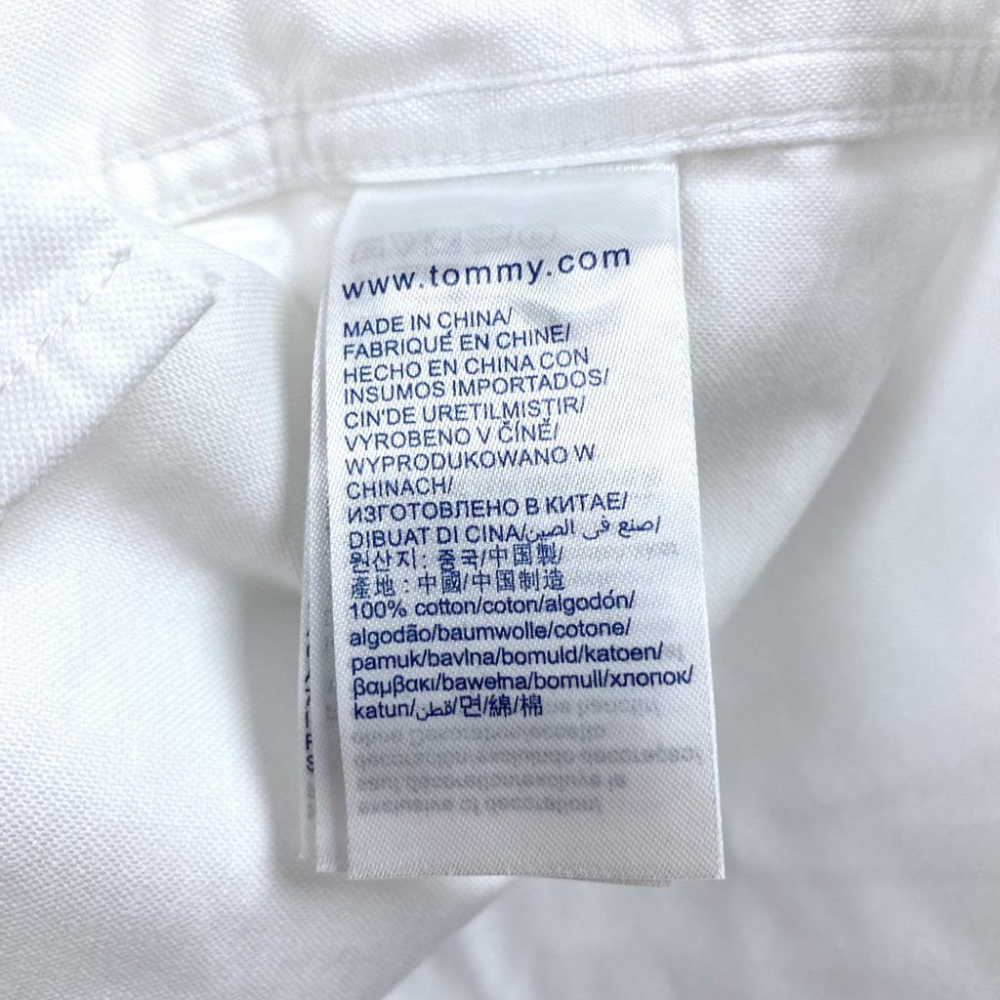 www.tommy.com
MADE IN CHINA/
FABRIQUÉ EN CHINE/
HECHO EN CHINA CON
INSUMOS IMPORTADOS/
CIN'DE URETILMISTIR/
VYROBENO V ČÍNĚ/
WYPRODUKOWANO W
CHINACH/
ИЗГОТОВЛЕНО В КИТАЕ/
DIBUAT DI CINA/صنع في الصين/
원산지: 중국/中国製/
產地:中國/中国制造
100% cotton/coton/algodón/
algodão/baumwolle/cotone/
pamuk/bavlna/bomuld/katoen/
βαμβακι/bawełna/bomull/хлопок/
katun/قطن/면/綿/棉